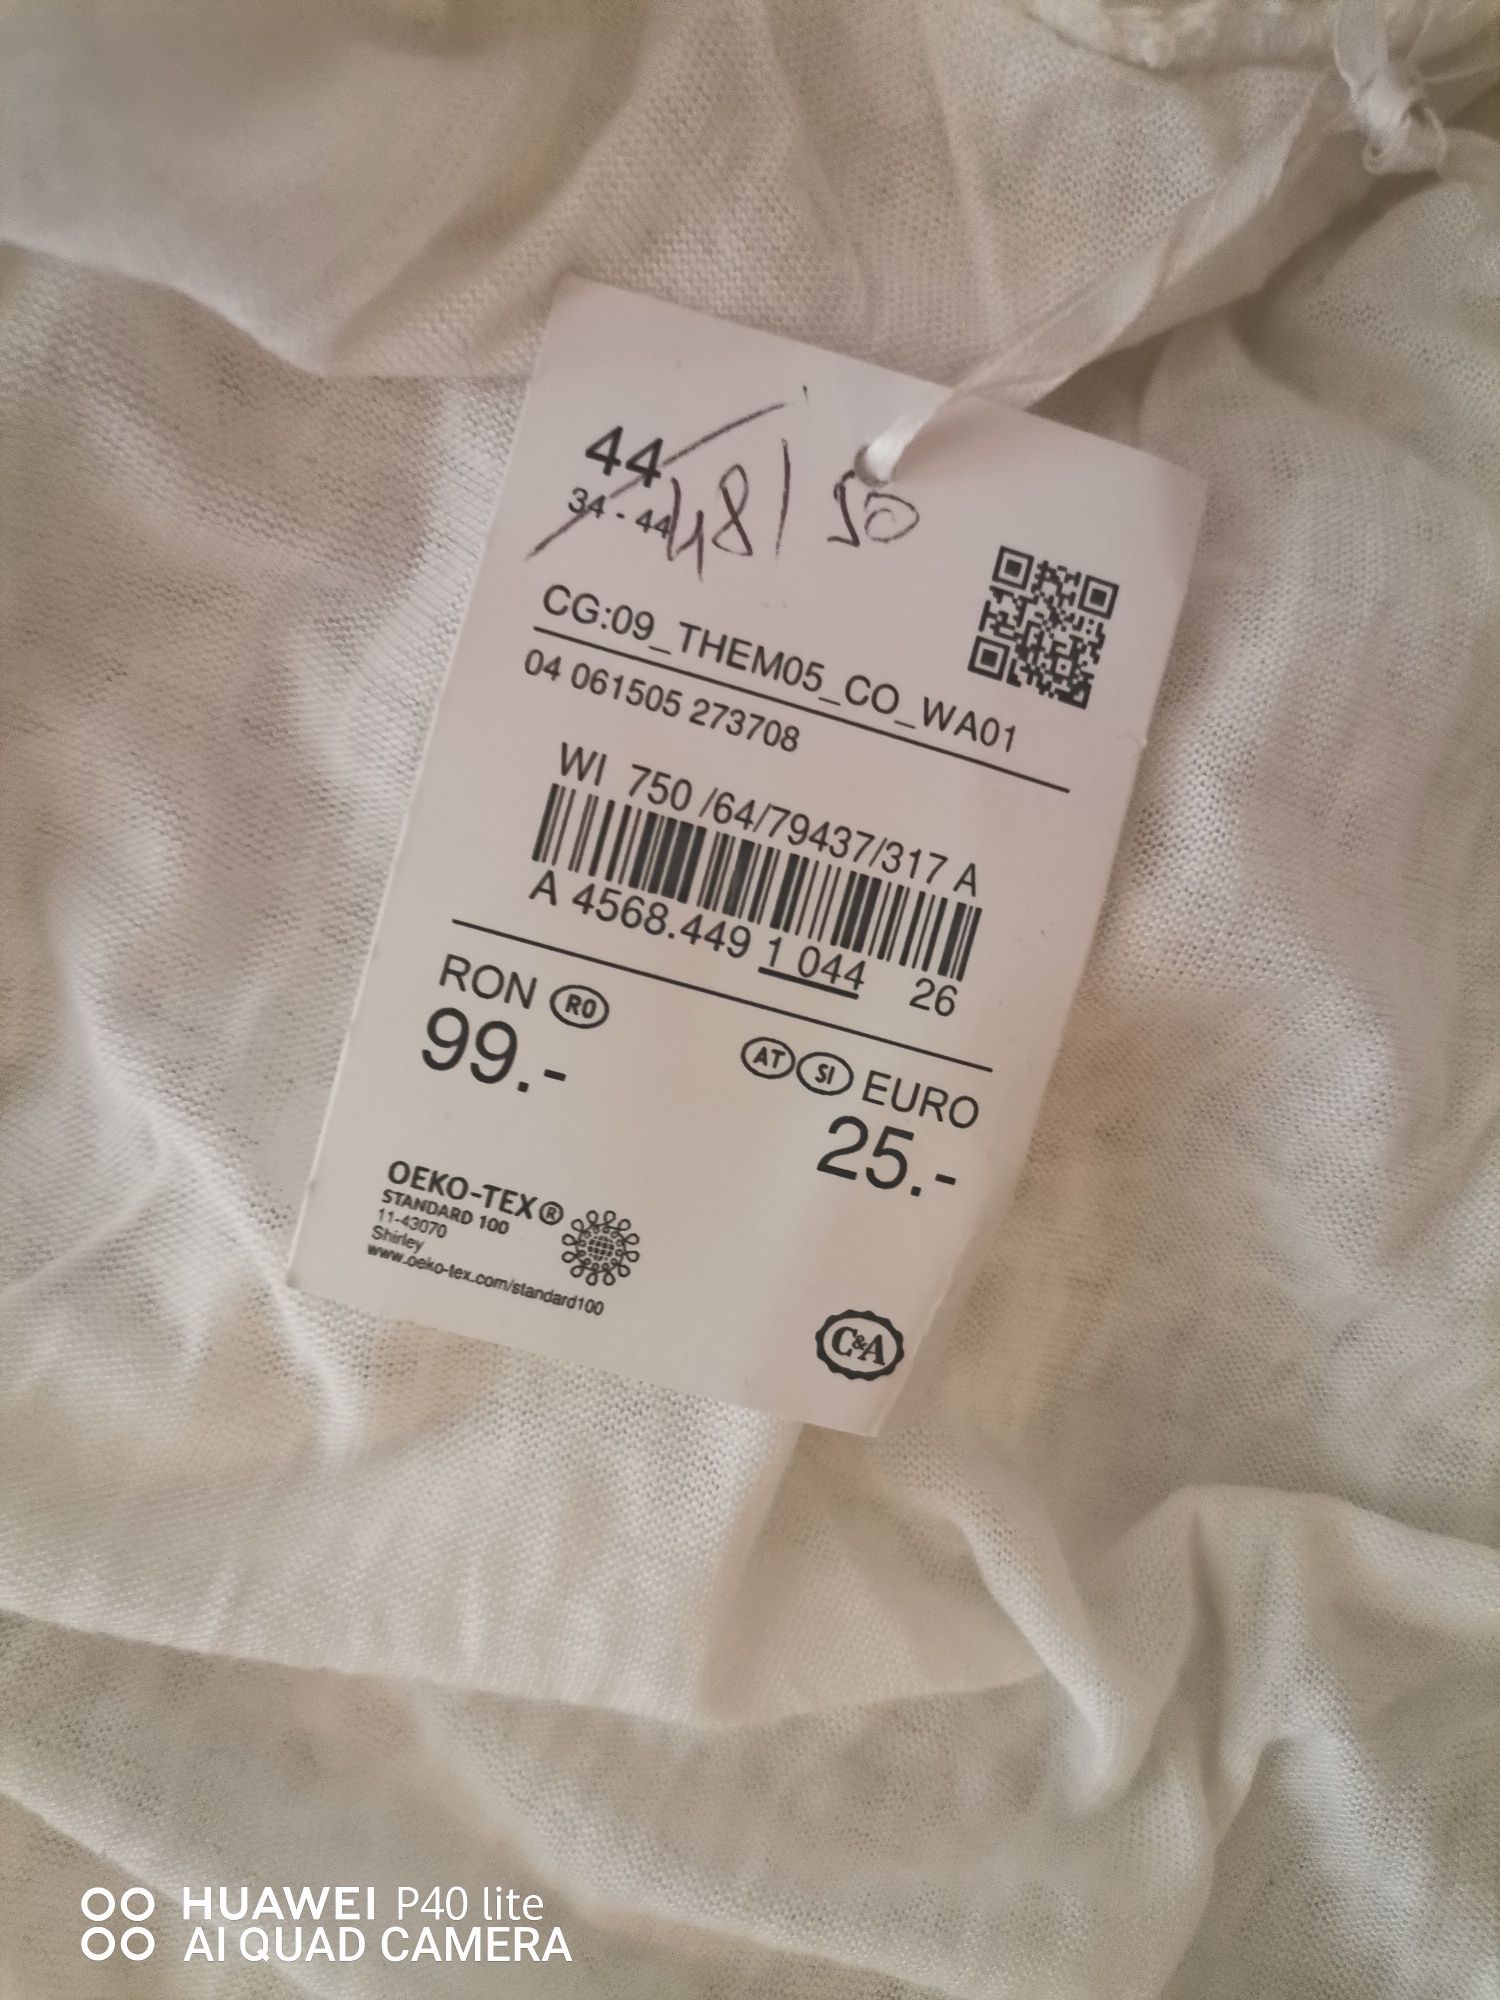 44
34 - 44
48 / 50
CG:09_THEM05_CO_WA01
04 061505 273708
WI 750 /64/79437/317 A
A 4568.449 1 044 26
RON RO
99.-
AT SI EURO
25.-
OEKO-TEX®
STANDARD 100
11-43070
Shirley
www.oeko-tex.com/standard100
C&A
HUAWEI P40 lite
AI QUAD CAMERA